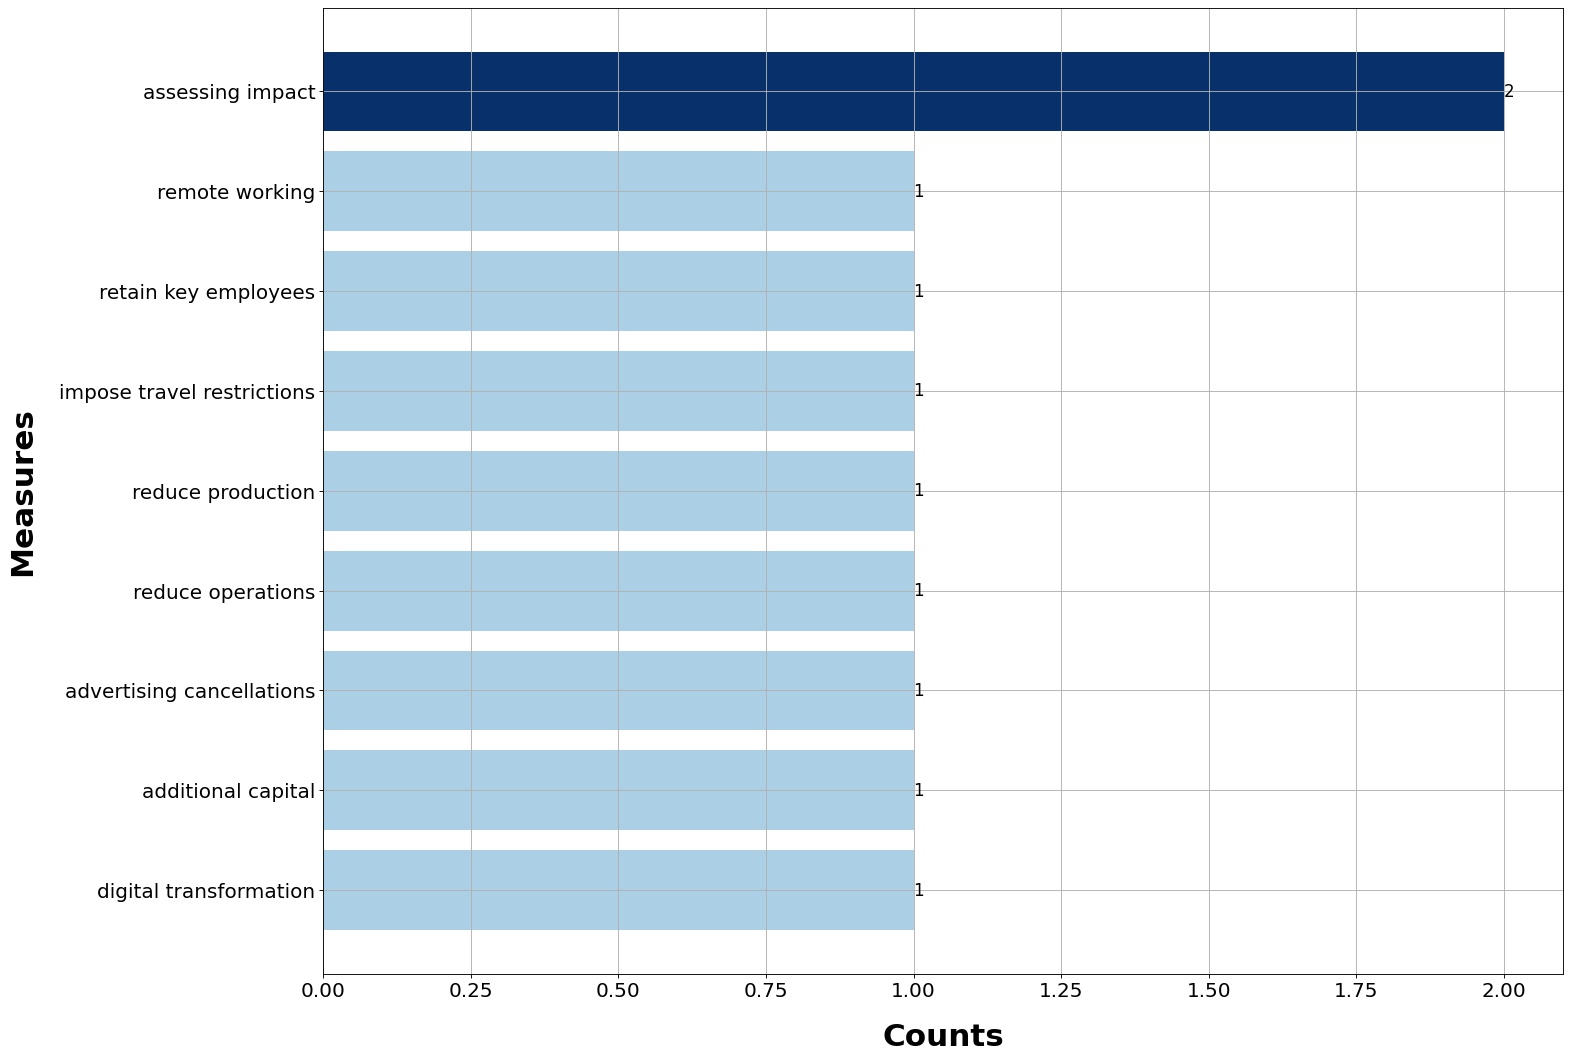 assessing impact
2
remote working
1
retain key employees
1
impose travel restrictions
1
reduce production
1
reduce operations
1
advertising cancellations
1
additional capital
1
digital transformation
1
Measures
0.00 0.25 0.50 0.75 1.00 1.25 1.50 1.75 2.00
Counts